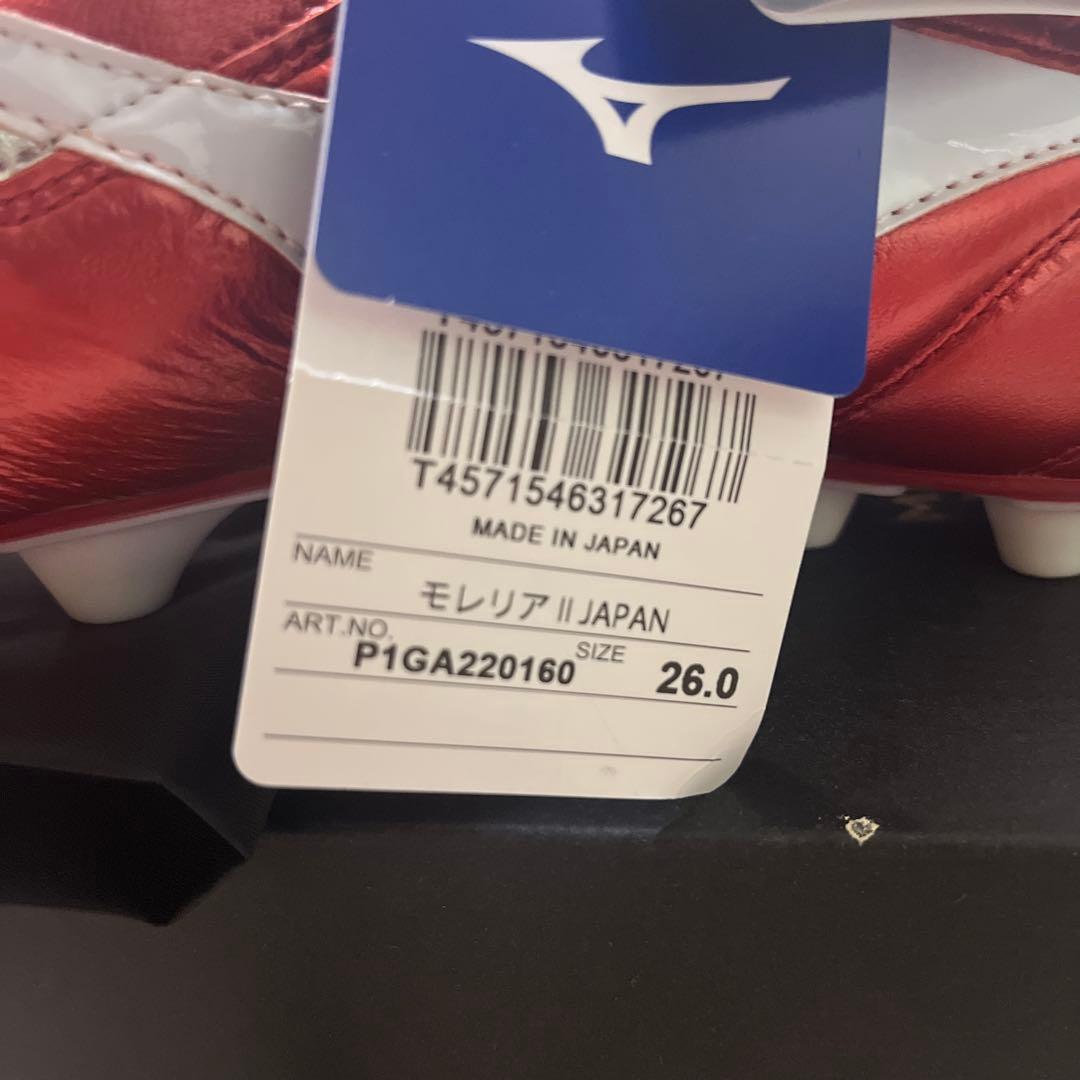 T4571546317267
MADE IN JAPAN
NAME
モレリアⅡJAPAN
ART.NO.
P1GA220160
SIZE
26.0